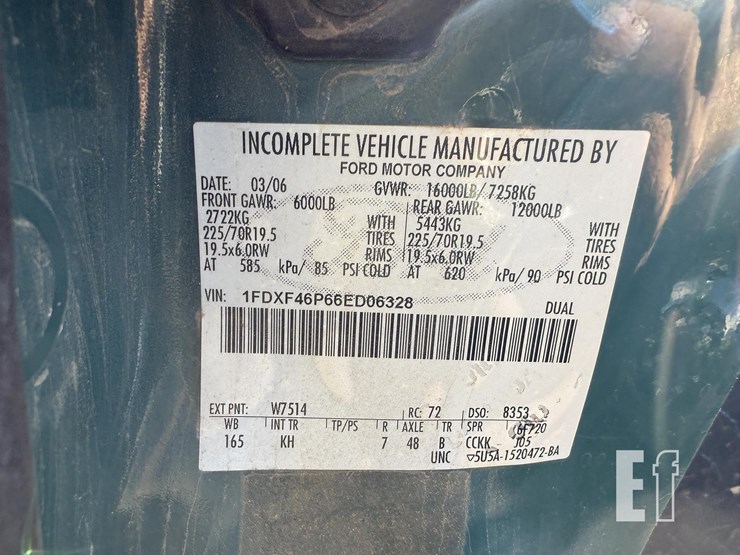 INCOMPLETE VEHICLE MANUFACTURED BY
FORD MOTOR COMPANY
DATE: 03/06 GVWR: 16000LB/ 7258KG
FRONT GAWR: 6000LB REAR GAWR: 12000LB
2722KG WITH 5443KG WITH
225/70R19.5 TIRES 225/70R19.5 TIRES
19.5x6.0RW RIMS 19.5x6.0RW RIMS
AT 585 kPa/ 85 PSI COLD AT 620 kPa/ 90 PSI COLD
VIN: 1FDXF46P66ED06328 DUAL
EXT PNT: W7514 RC: 72 DSO: 8353
WB INT TR TP/PS R AXLE TR SPR 6F720
165 KH 7 48 B CCKK J05
UNC 5U5A-1520472-BA
Ef